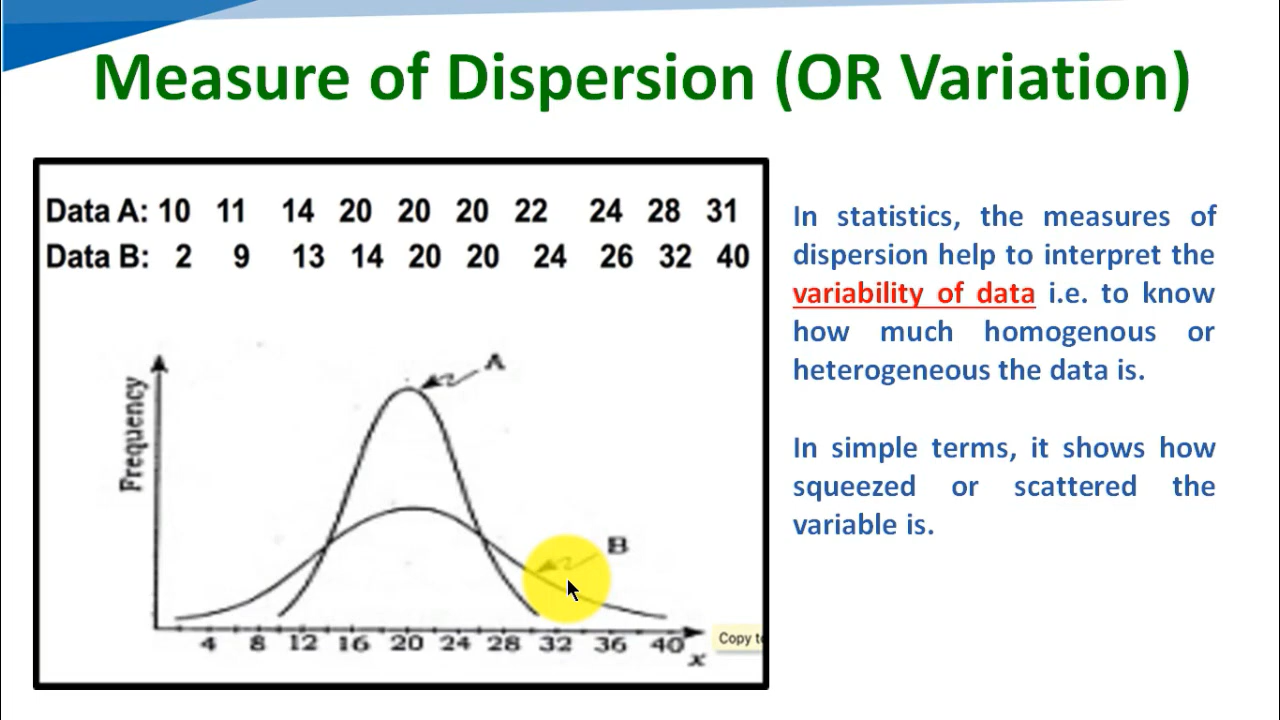 Measure of Dispersion (OR Variation)
Data A: 10 11 14 20 20 20 22 24 28 31
Data B: 2 9 13 14 20 20 24 26 32 40
In statistics, the measures of
dispersion help to interpret the
variability of data i.e. to know
how much homogenous or
heterogeneous the data is.
In simple terms, it shows how
squeezed or scattered the
variable is.
Frequency
A
B
4 8 12 16 20 24 28 32 36 40
x
Copy